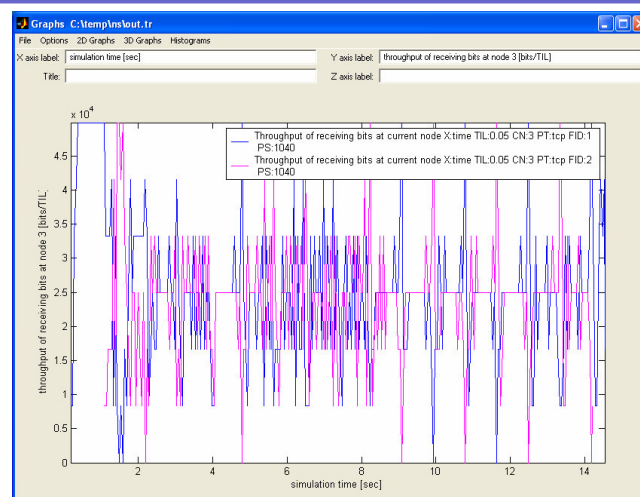 Graphs C:\temp\ns\out.tr
File Options 2D Graphs 3D Graphs Histograms
X axis label: simulation time [sec] Y axis label: throughput of receiving bits at node 3 [bits/TIL]
Title: Z axis label:
x 10^4
Throughput of receiving bits at current node X:time TIL:0.05 CN:3 PT:tcp FID:1
PS:1040
Throughput of receiving bits at current node X:time TIL:0.05 CN:3 PT:tcp FID:2
PS:1040
4.5
4
3.5
3
2.5
2
1.5
1
0.5
0
throughput of receiving bits at node 3 [bits/TIL]
2 4 6 8 10 12 14
simulation time [sec]